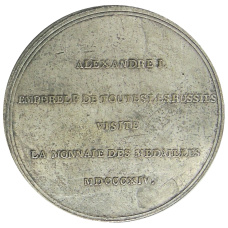 ALEXANDRE I.
EMPEREUR DE TOUTES LES RUSSIES
VISITE
LA MONNAIE DES MEDAILLES
MDCCCXIV.